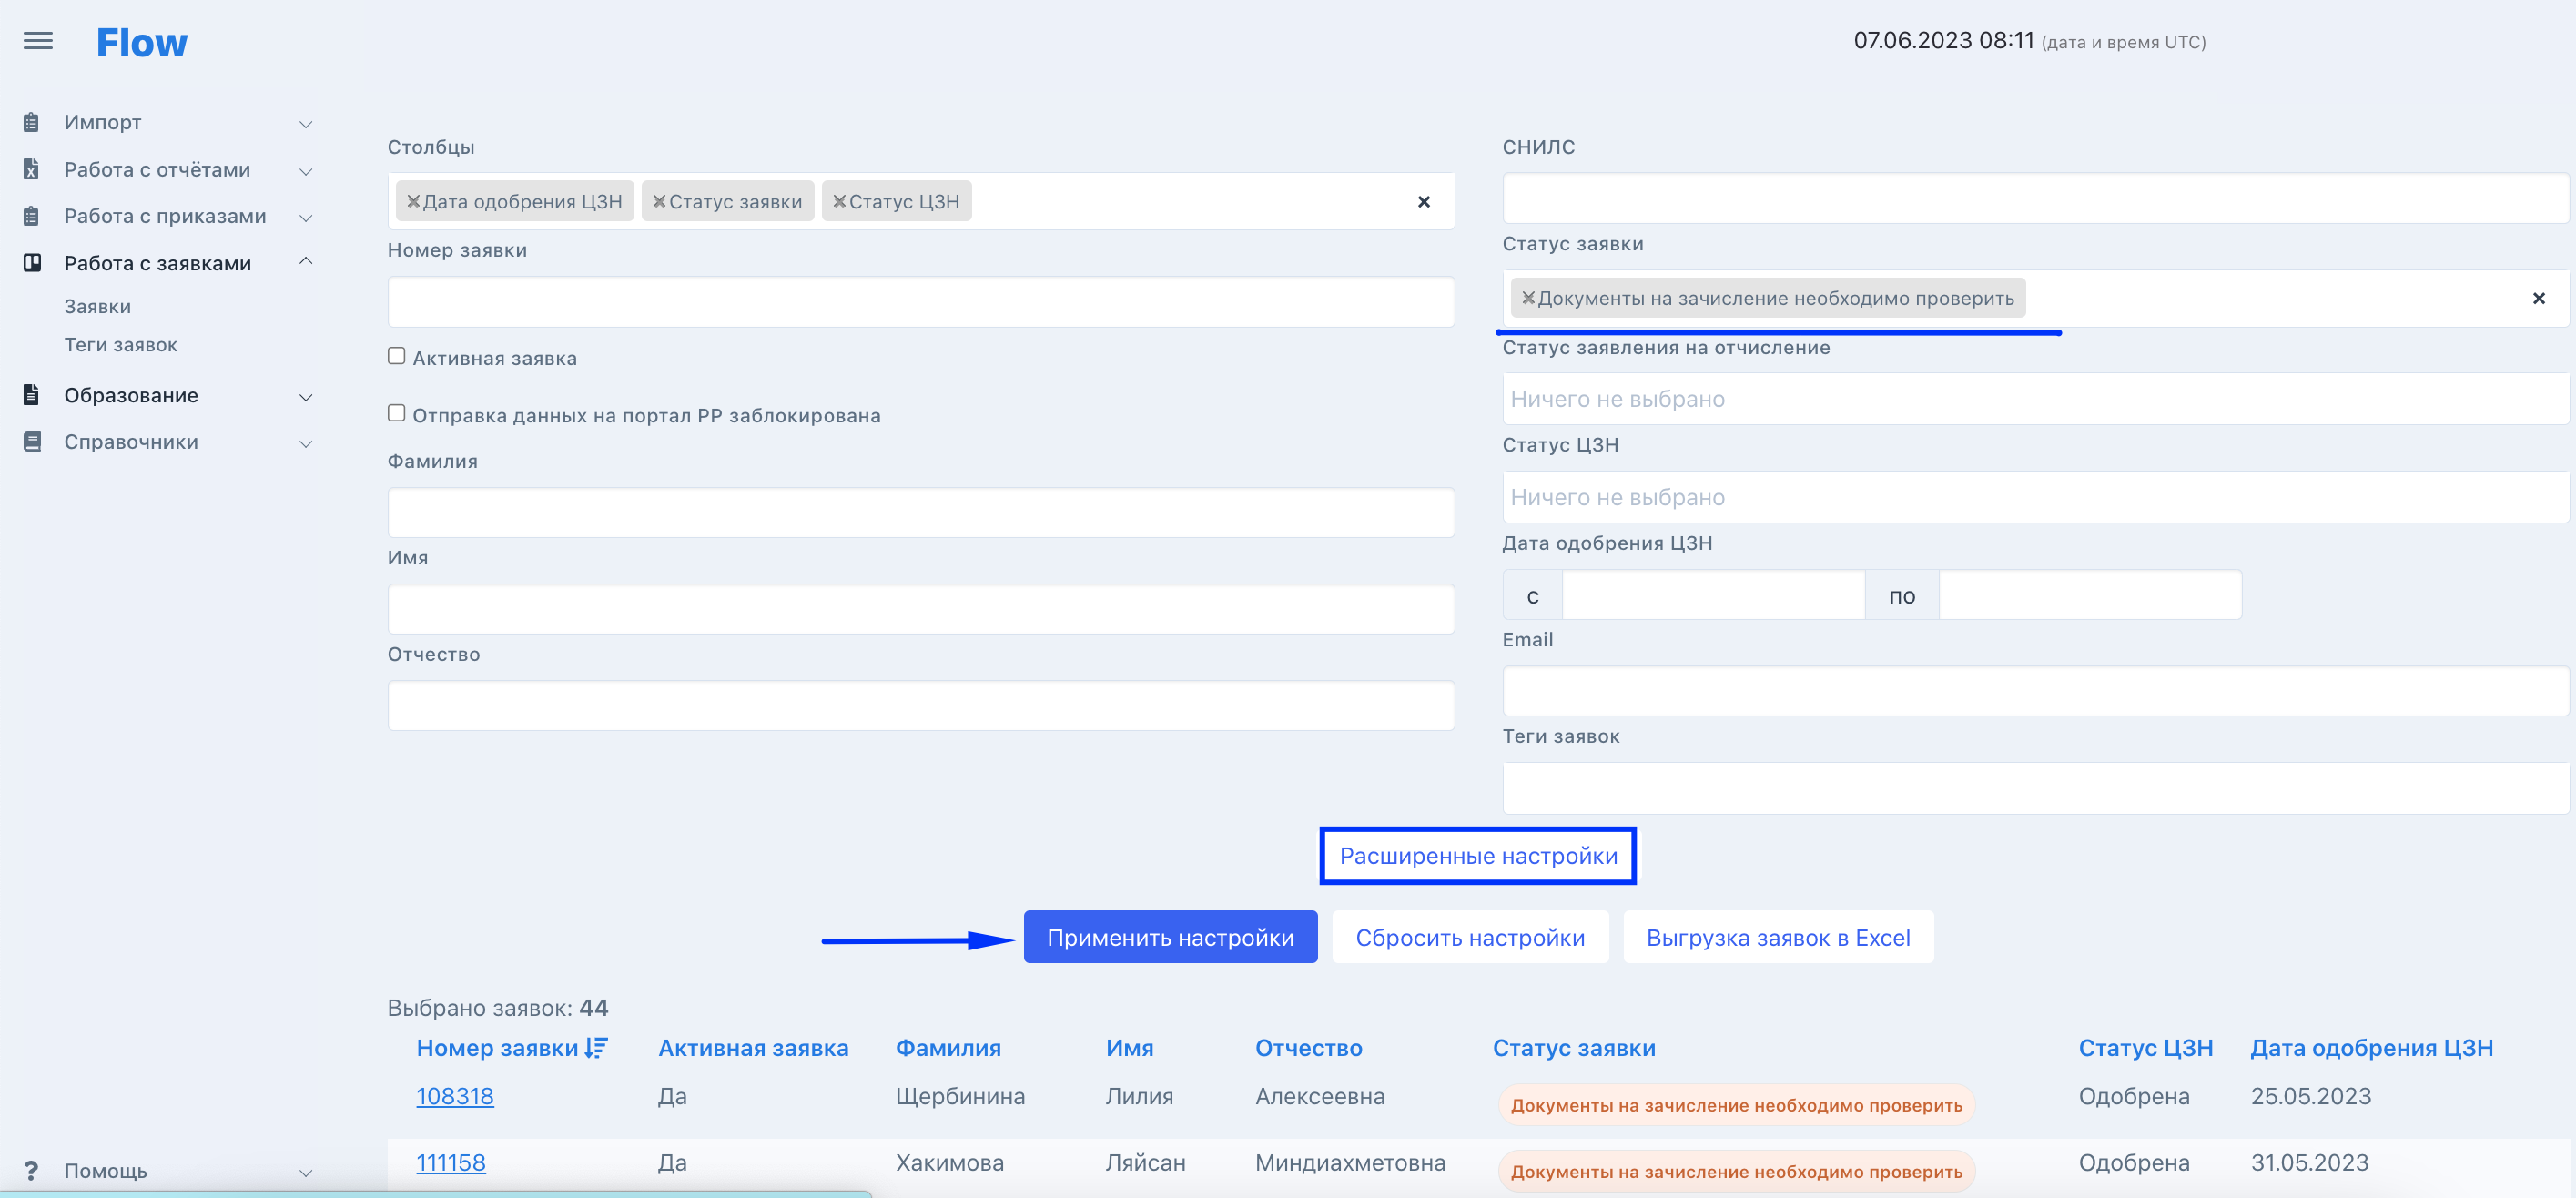 Flow
07.06.2023 08:11 (дата и время UTC)
Импорт
Работа с отчётами
Работа с приказами
Работа с заявками
Заявки
Теги заявок
Образование
Справочники
Помощь
Столбцы
Дата одобрения ЦЗН Статус заявки Статус ЦЗН
Номер заявки
Активная заявка
Отправка данных на портал РР заблокирована
Фамилия
Имя
Отчество
СНИЛС
Статус заявки
Документы на зачисление необходимо проверить
Статус заявления на отчисление
Ничего не выбрано
Статус ЦЗН
Ничего не выбрано
Дата одобрения ЦЗН
с по
Email
Теги заявок
Расширенные настройки
Применить настройки Сбросить настройки Выгрузка заявок в Excel
Выбрано заявок: 44
Номер заявки Активная заявка Фамилия Имя Отчество Статус заявки Статус ЦЗН Дата одобрения ЦЗН
108318 Да Щербинина Лилия Алексеевна Документы на зачисление необходимо проверить Одобрена 25.05.2023
111158 Да Хакимова Ляйсан Миндиахметовна Документы на зачисление необходимо проверить Одобрена 31.05.2023